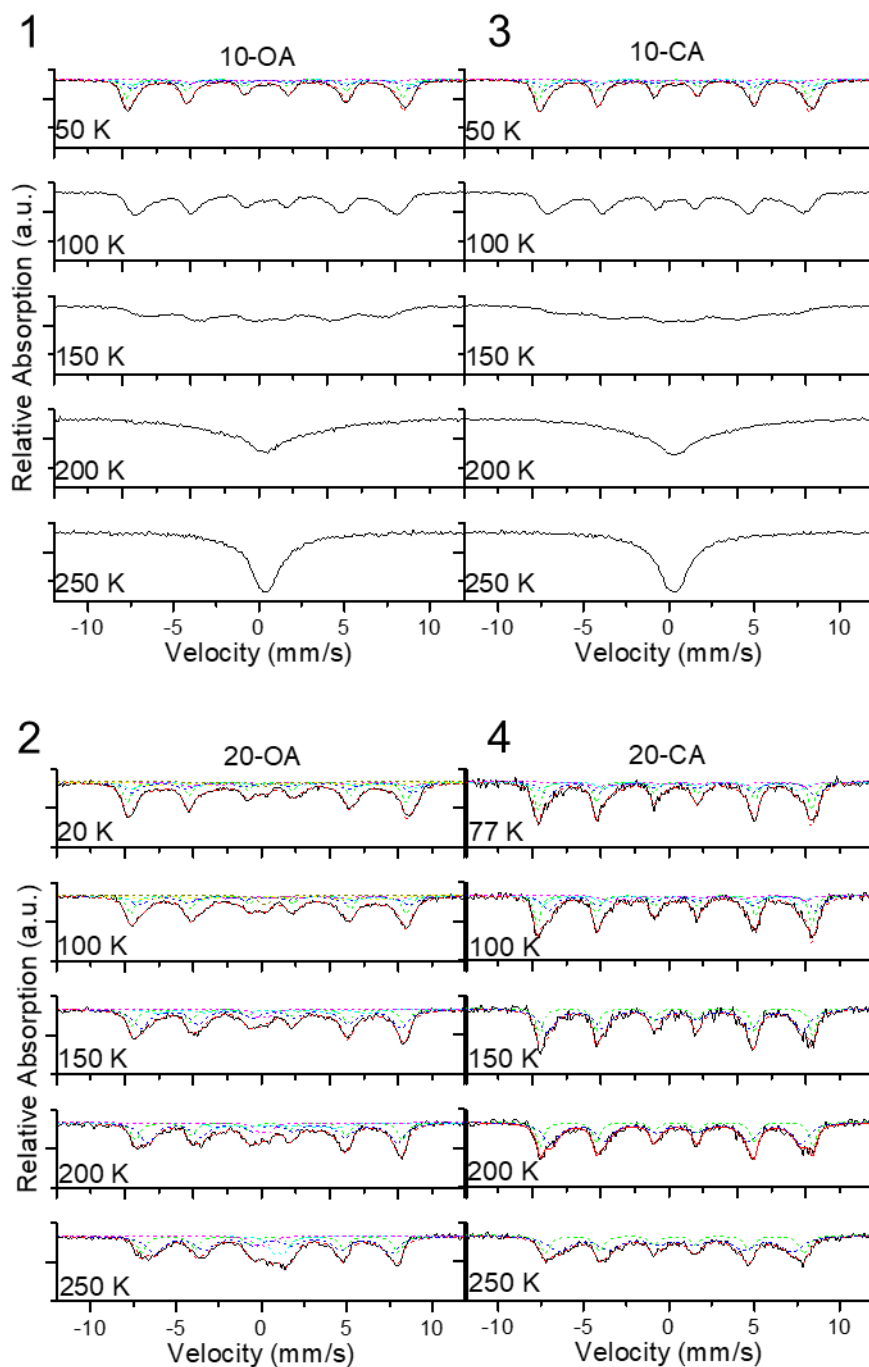 1
10-OA
50 K
100 K
150 K
200 K
250 K
Relative Absorption (a.u.)
-10 -5 0 5 10
Velocity (mm/s)
3
10-CA
50 K
100 K
150 K
200 K
250 K
-10 -5 0 5 10
Velocity (mm/s)
2
20-OA
20 K
100 K
150 K
200 K
250 K
Relative Absorption (a.u.)
-10 -5 0 5 10
Velocity (mm/s)
4
20-CA
77 K
100 K
150 K
200 K
250 K
-10 -5 0 5 10
Velocity (mm/s)